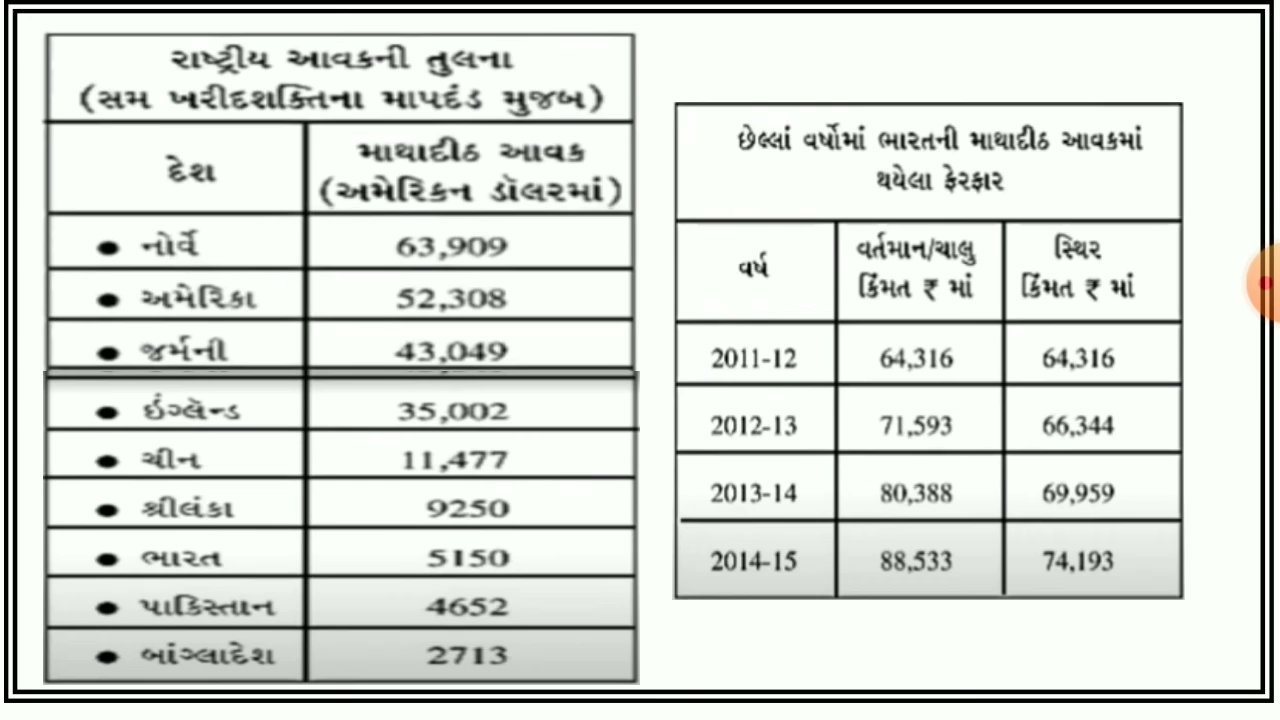 રાષ્ટ્રીય આવકની તુલના
(સમ ખરીદશક્તિના માપદંડ મુજબ)
દેશ
માથાદીઠ આવક
(અમેરિકન ડૉલરમાં)
● નોર્વે 63,909
● અમેરિકા 52,308
● જર્મની 43,049
● ઇંગ્લૅન્ડ 35,002
● ચીન 11,477
● શ્રીલંકા 9250
● ભારત 5150
● પાકિસ્તાન 4652
● બાંગ્લાદેશ 2713
છેલ્લાં વર્ષોમાં ભારતની માથાદીઠ આવકમાં
થયેલા ફેરફાર
વર્ષ
વર્તમાન/ચાલુ
કિંમત ₹ માં
સ્થિર
કિંમત ₹ માં
2011-12 64,316 64,316
2012-13 71,593 66,344
2013-14 80,388 69,959
2014-15 88,533 74,193